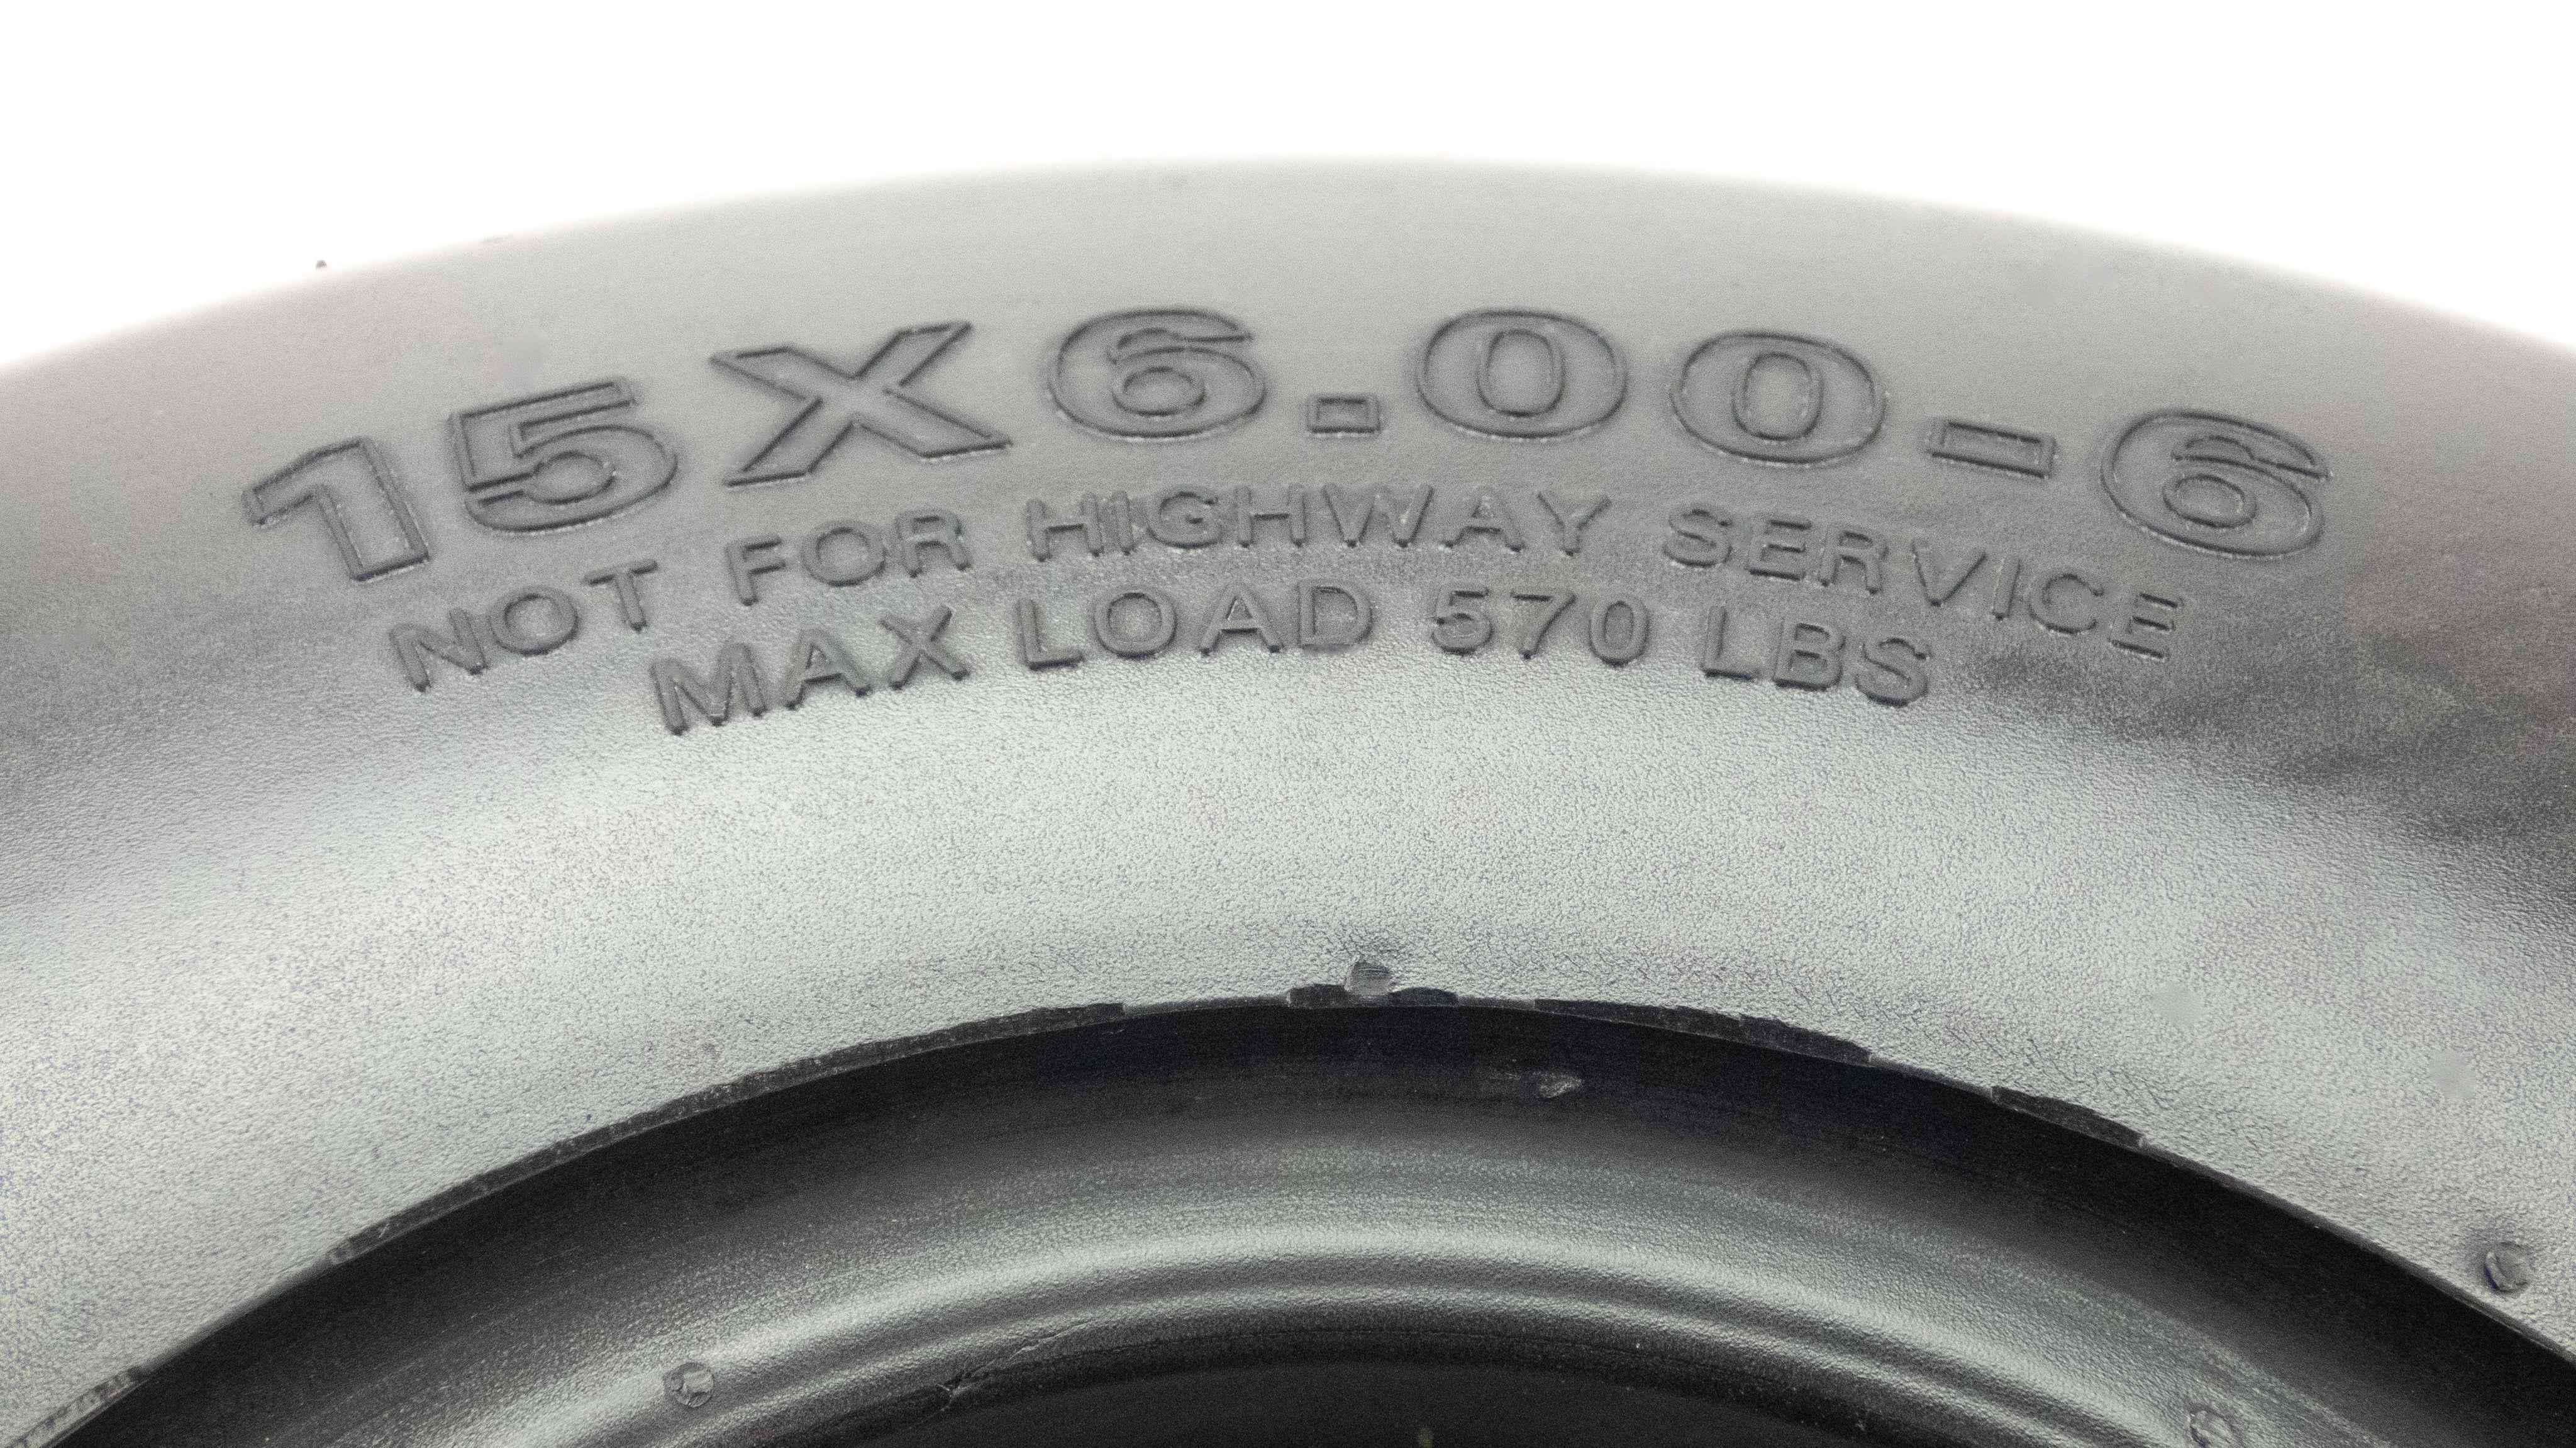 15X6.00-6
NOT FOR HIGHWAY SERVICE
MAX LOAD 570 LBS